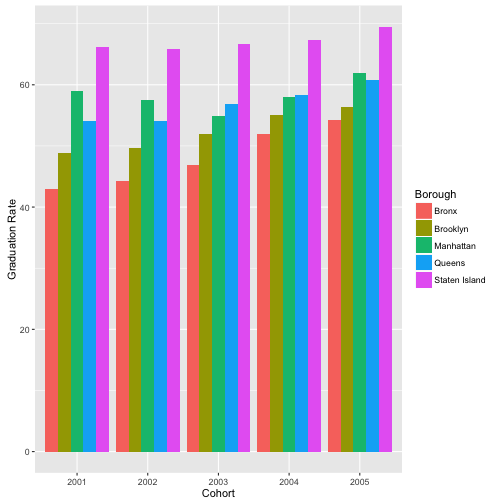 60
40
20
0
Graduation Rate
2001 2002 2003 2004 2005
Cohort
Borough
Bronx
Brooklyn
Manhattan
Queens
Staten Island